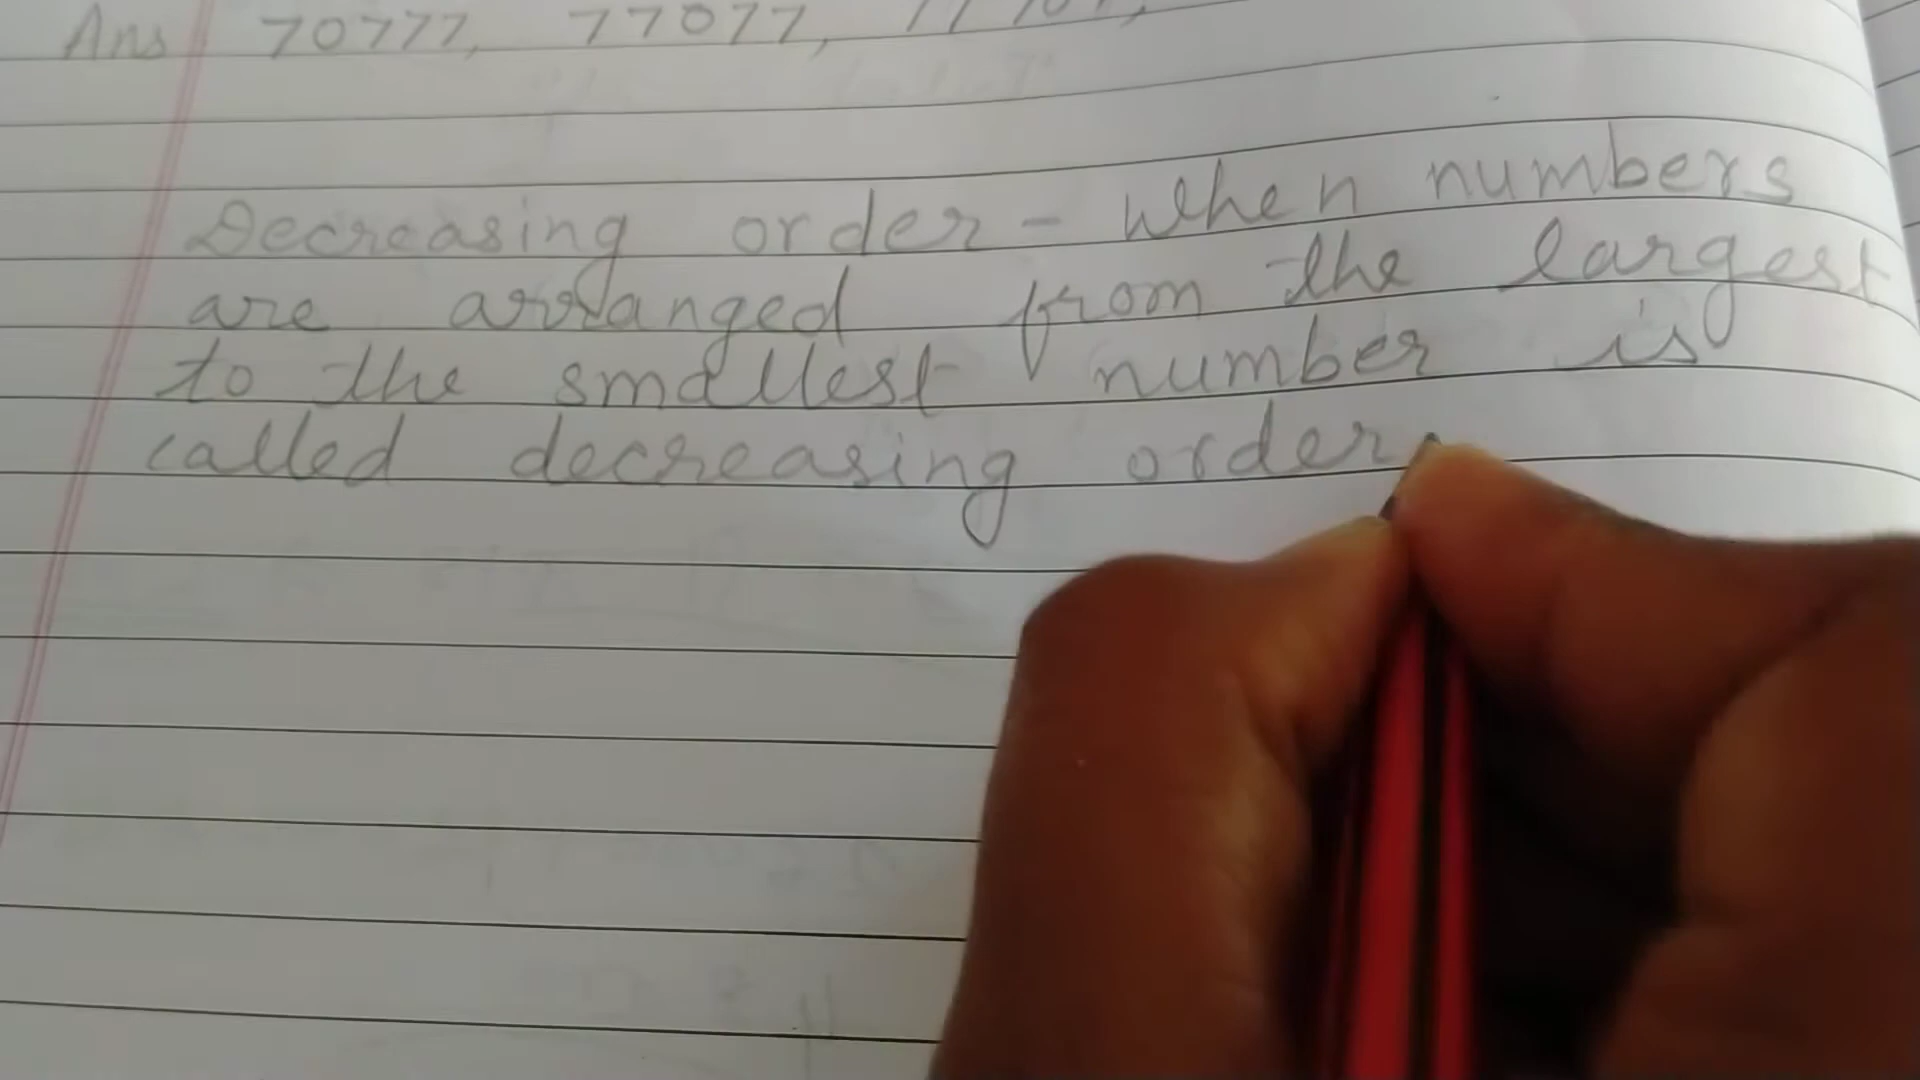 Ans 70777, 77077,
Decreasing order - When numbers
are arranged from the largest
to the smallest number is
called decreasing order